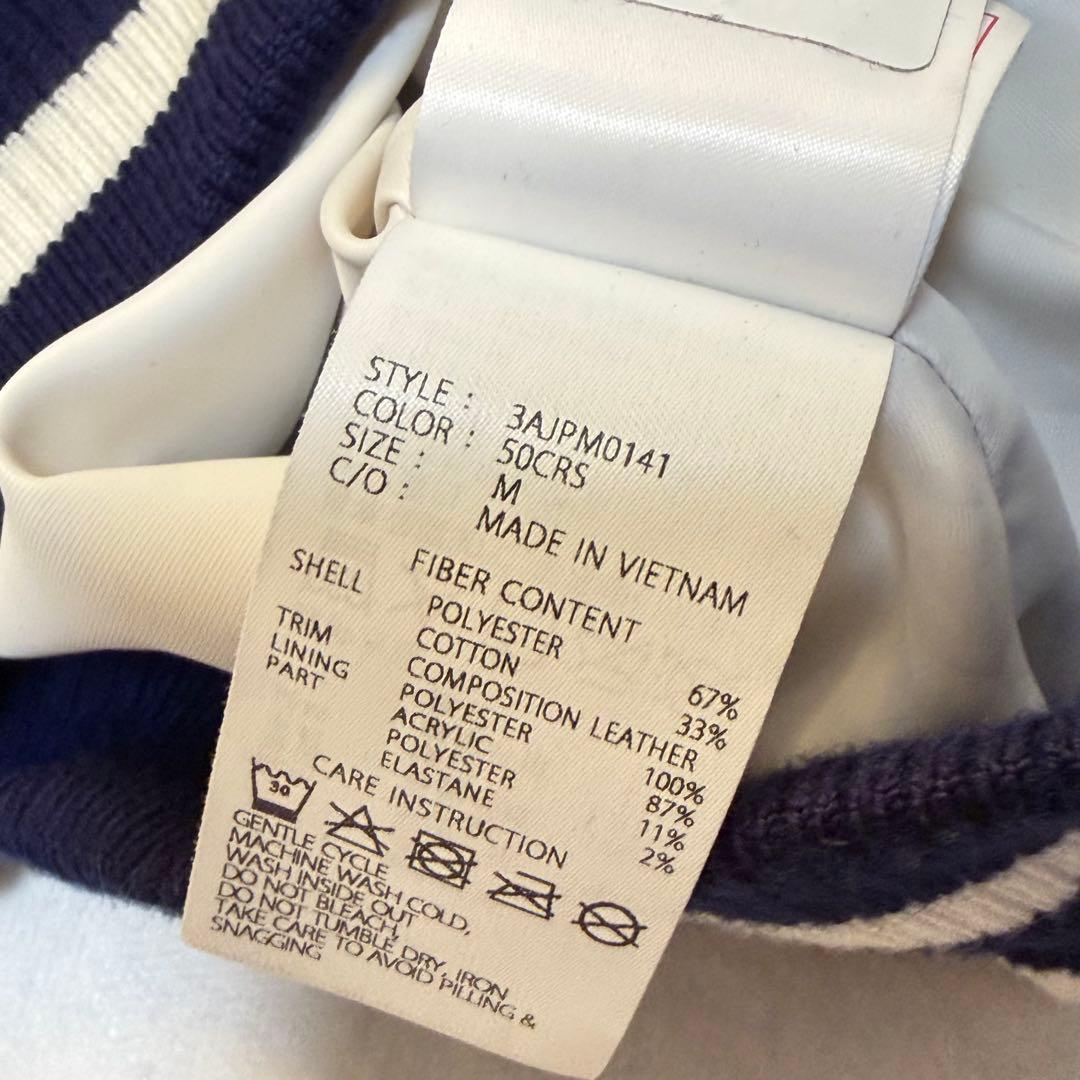 STYLE : 3AJPM0141
COLOR : 50CRS
SIZE : M
C/O : MADE IN VIETNAM
FIBER CONTENT
SHELL POLYESTER 67%
COTTON 33%
TRIM COMPOSITION LEATHER
LINING POLYESTER 100%
PART ACRYLIC 87%
POLYESTER 11%
ELASTANE 2%
CARE INSTRUCTION
30
GENTLE CYCLE
MACHINE WASH COLD,
WASH INSIDE OUT
DO NOT BLEACH,
DO NOT TUMBLE DRY, IRON
TAKE CARE TO AVOID PILLING &
SNAGGING